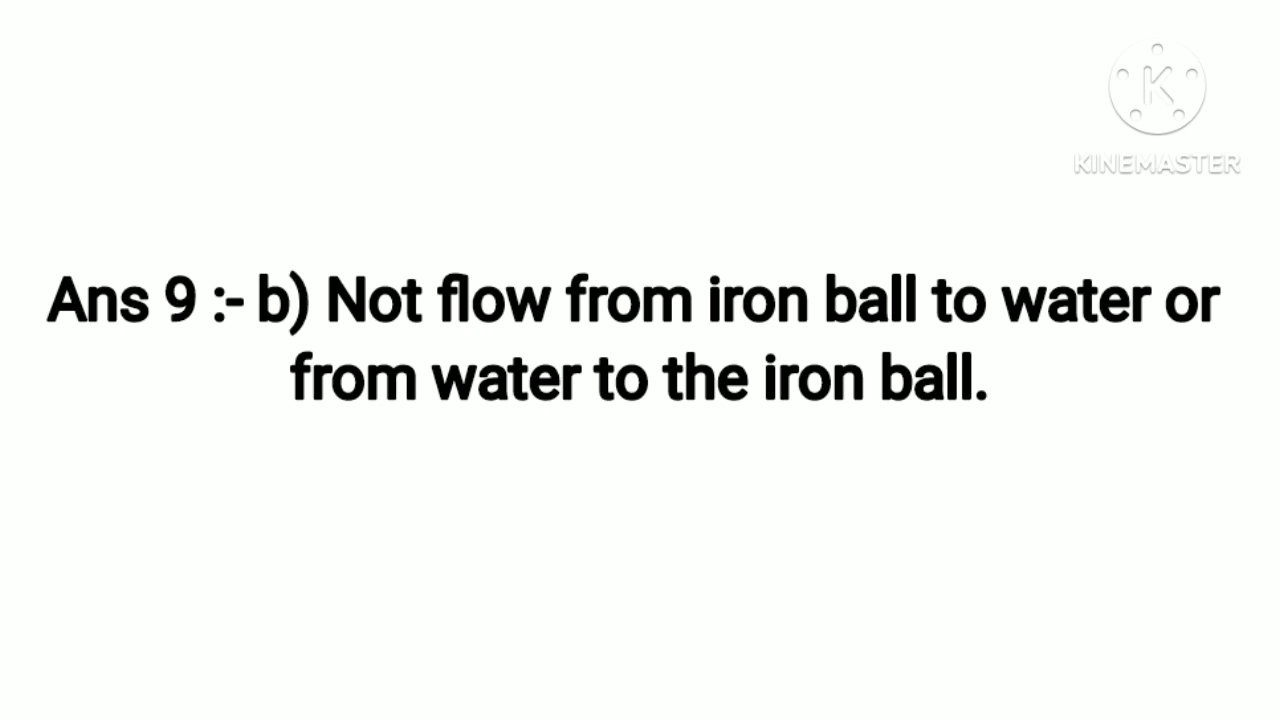 K
KINEMASTER
Ans 9 :- b) Not flow from iron ball to water or
from water to the iron ball.